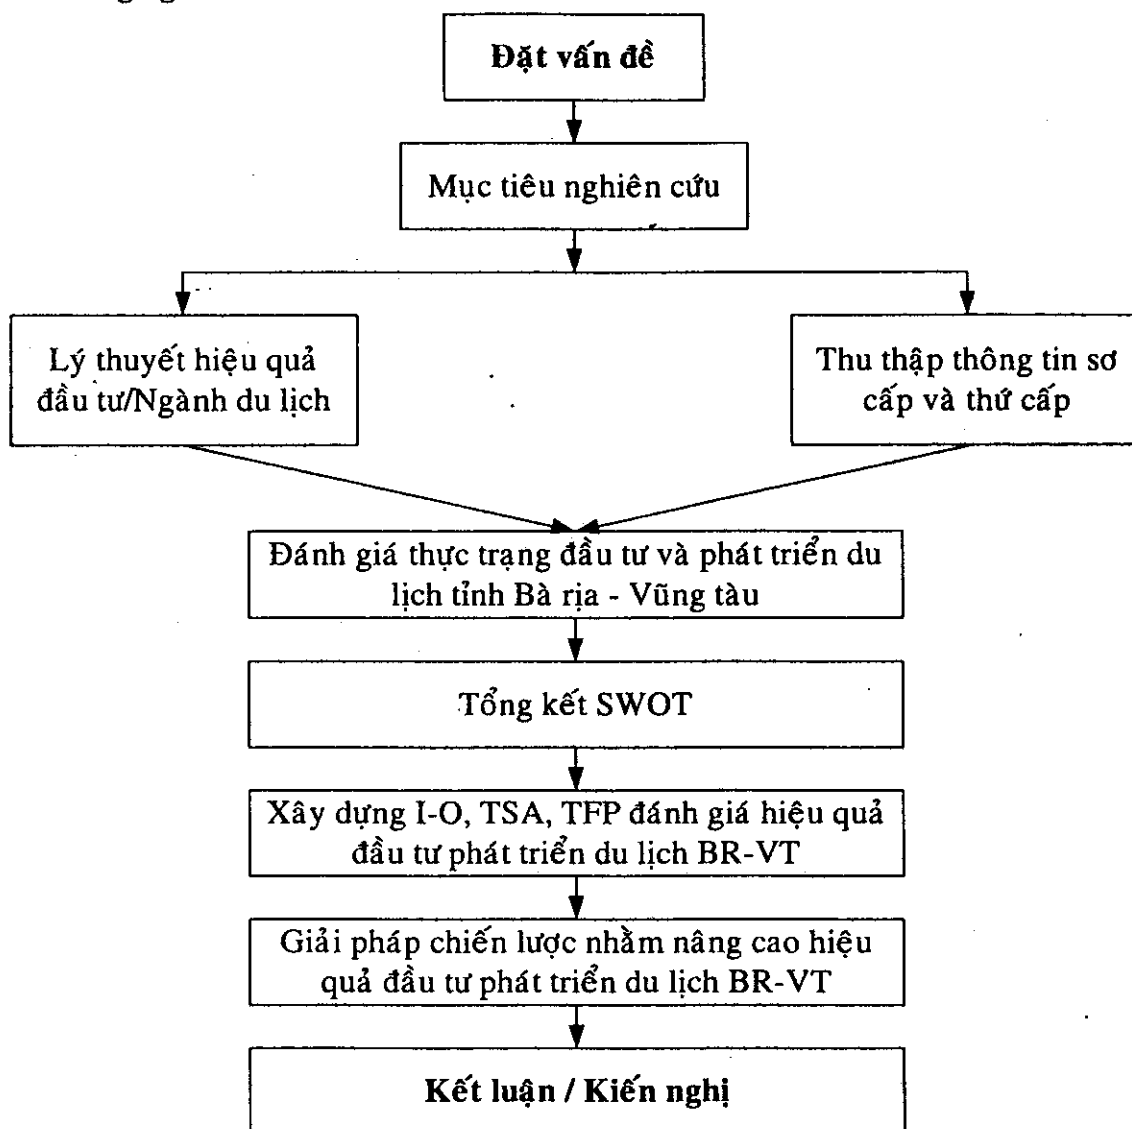 Đặt vấn đề
Mục tiêu nghiên cứu
Lý thuyết hiệu quả
đầu tư/Ngành du lịch
Thu thập thông tin sơ
cấp và thứ cấp
Đánh giá thực trạng đầu tư và phát triển du
lịch tỉnh Bà rịa - Vũng tàu
Tổng kết SWOT
Xây dựng I-O, TSA, TFP đánh giá hiệu quả
đầu tư phát triển du lịch BR-VT
Giải pháp chiến lược nhằm nâng cao hiệu
quả đầu tư phát triển du lịch BR-VT
Kết luận / Kiến nghị